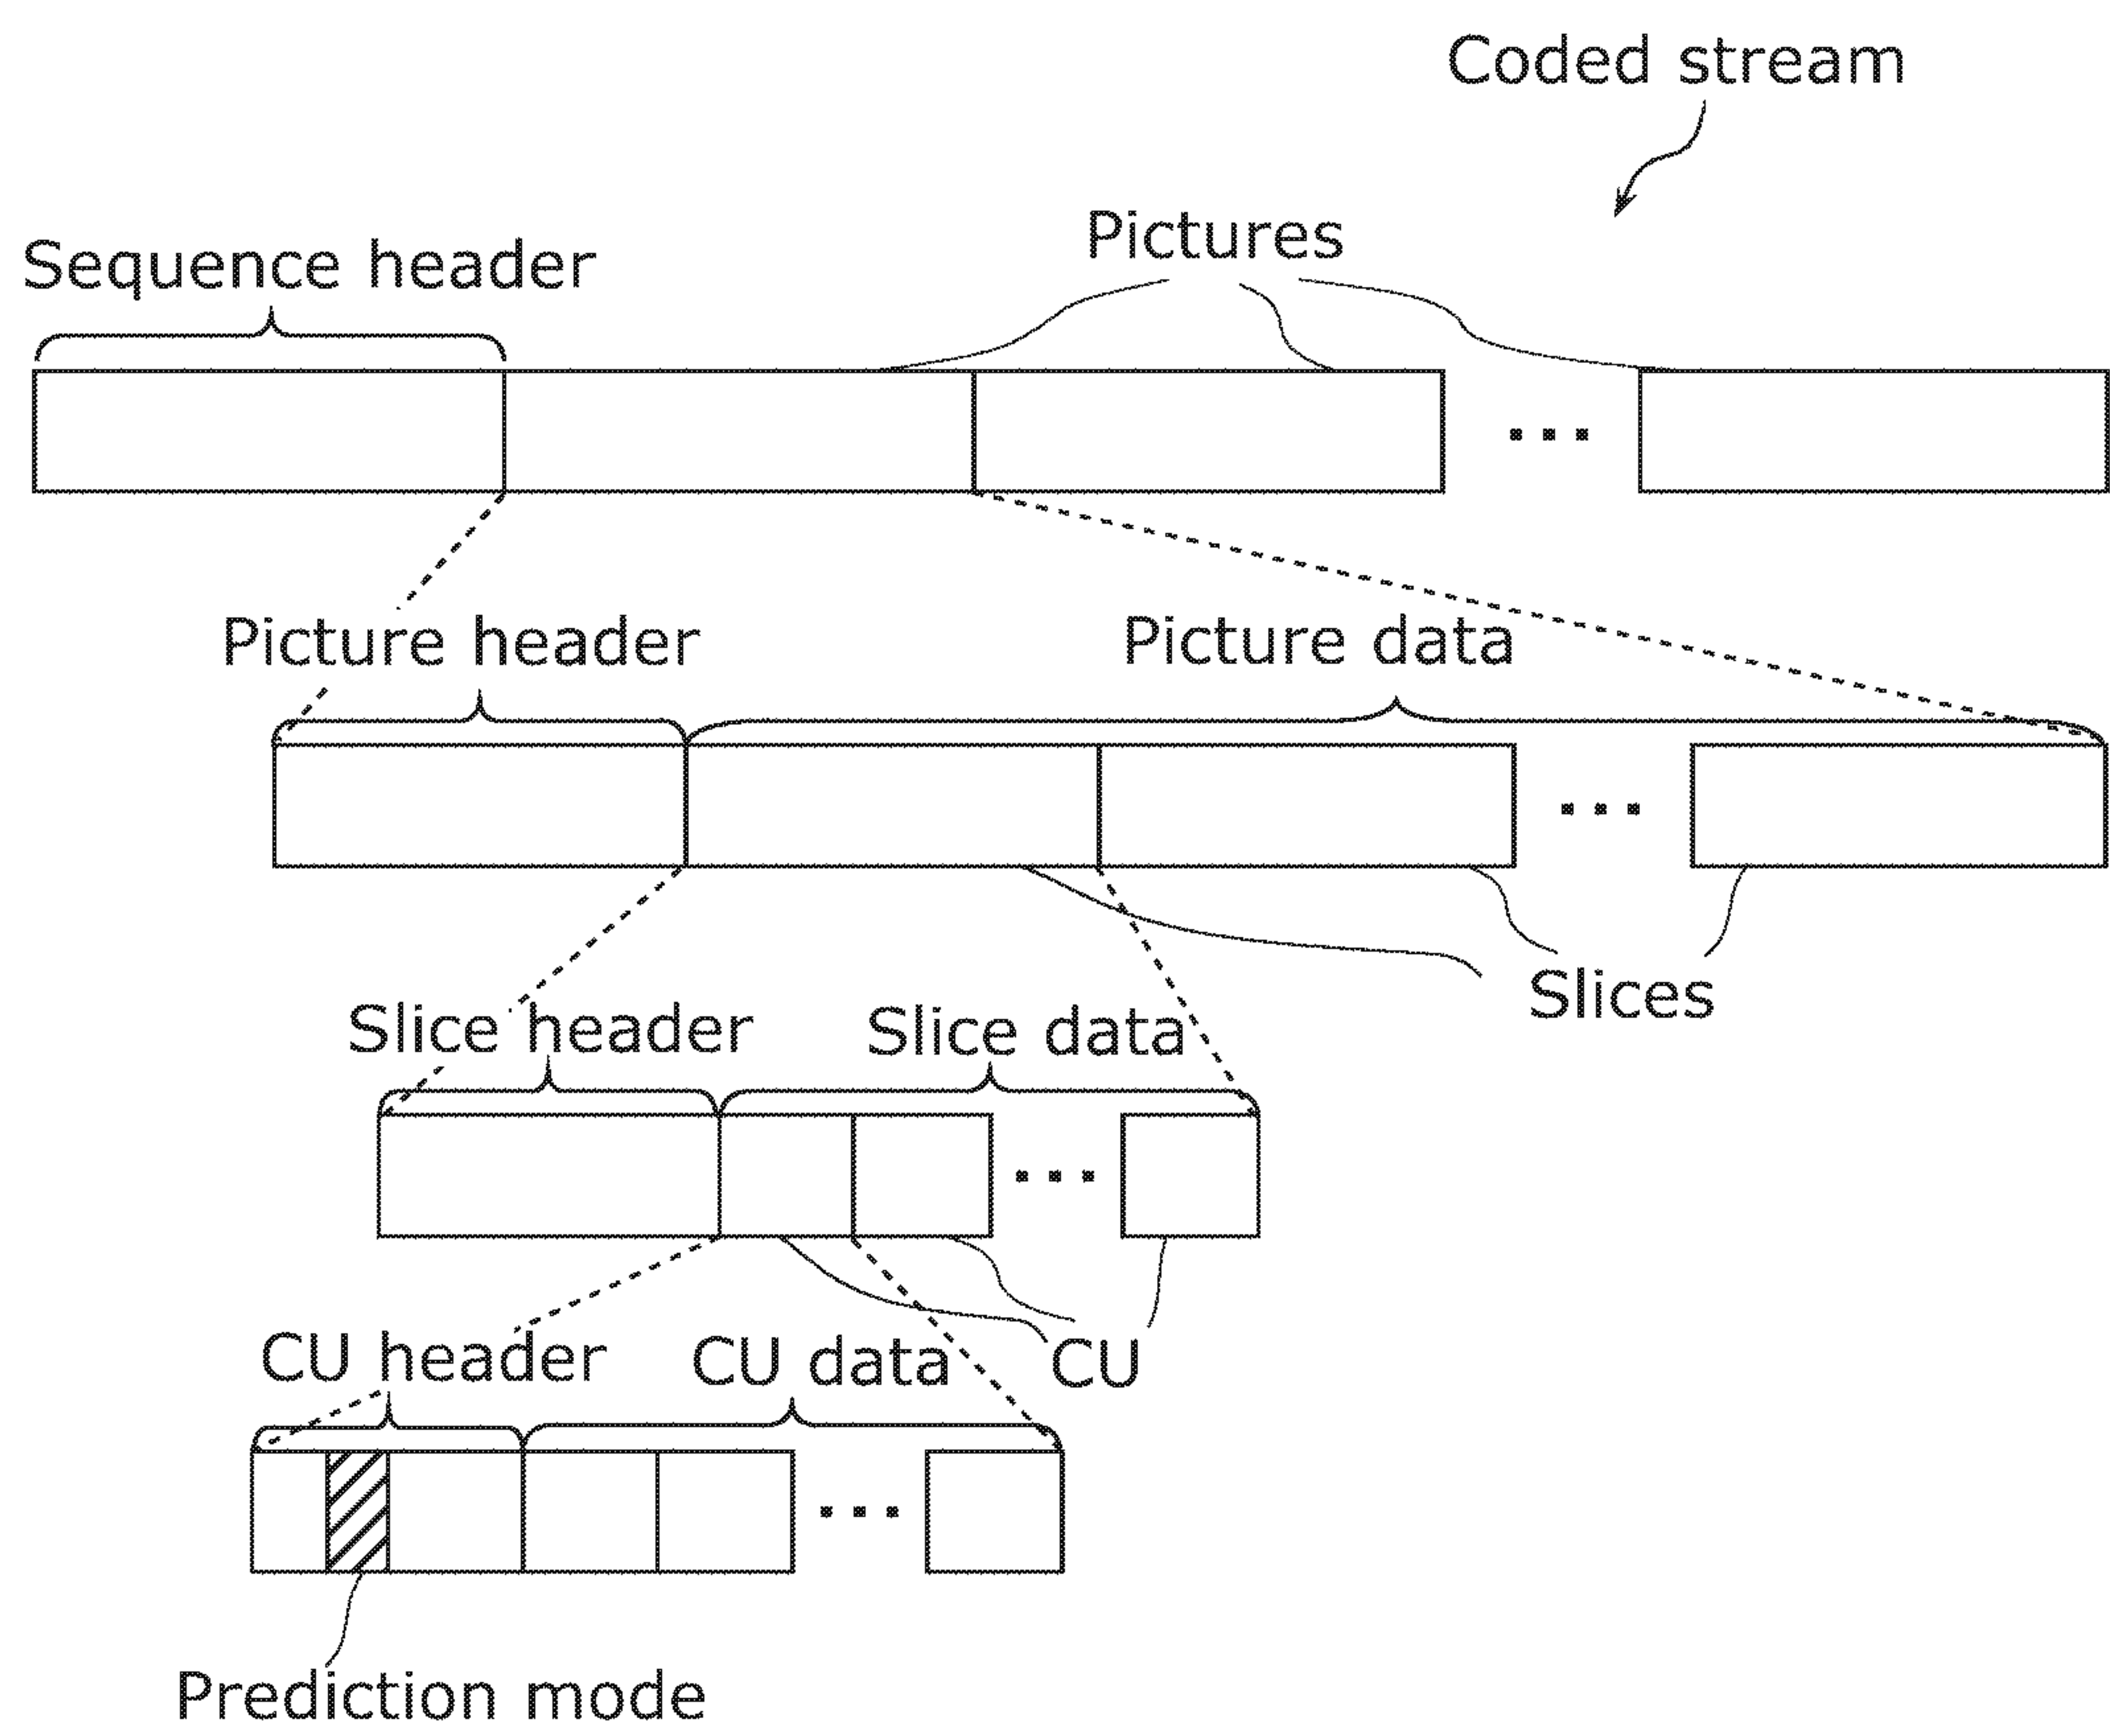 Coded stream
Pictures
Sequence header
Picture header
Picture data
Slices
Slice header
Slice data
CU header
CU data
CU
Prediction mode